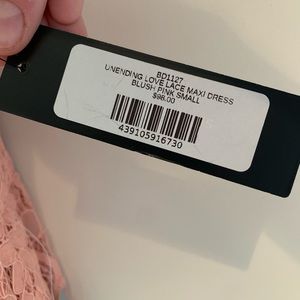 BD1127
UNENDING LOVE LACE MAXI DRESS
BLUSH PINK SMALL
$98.00
439105916730